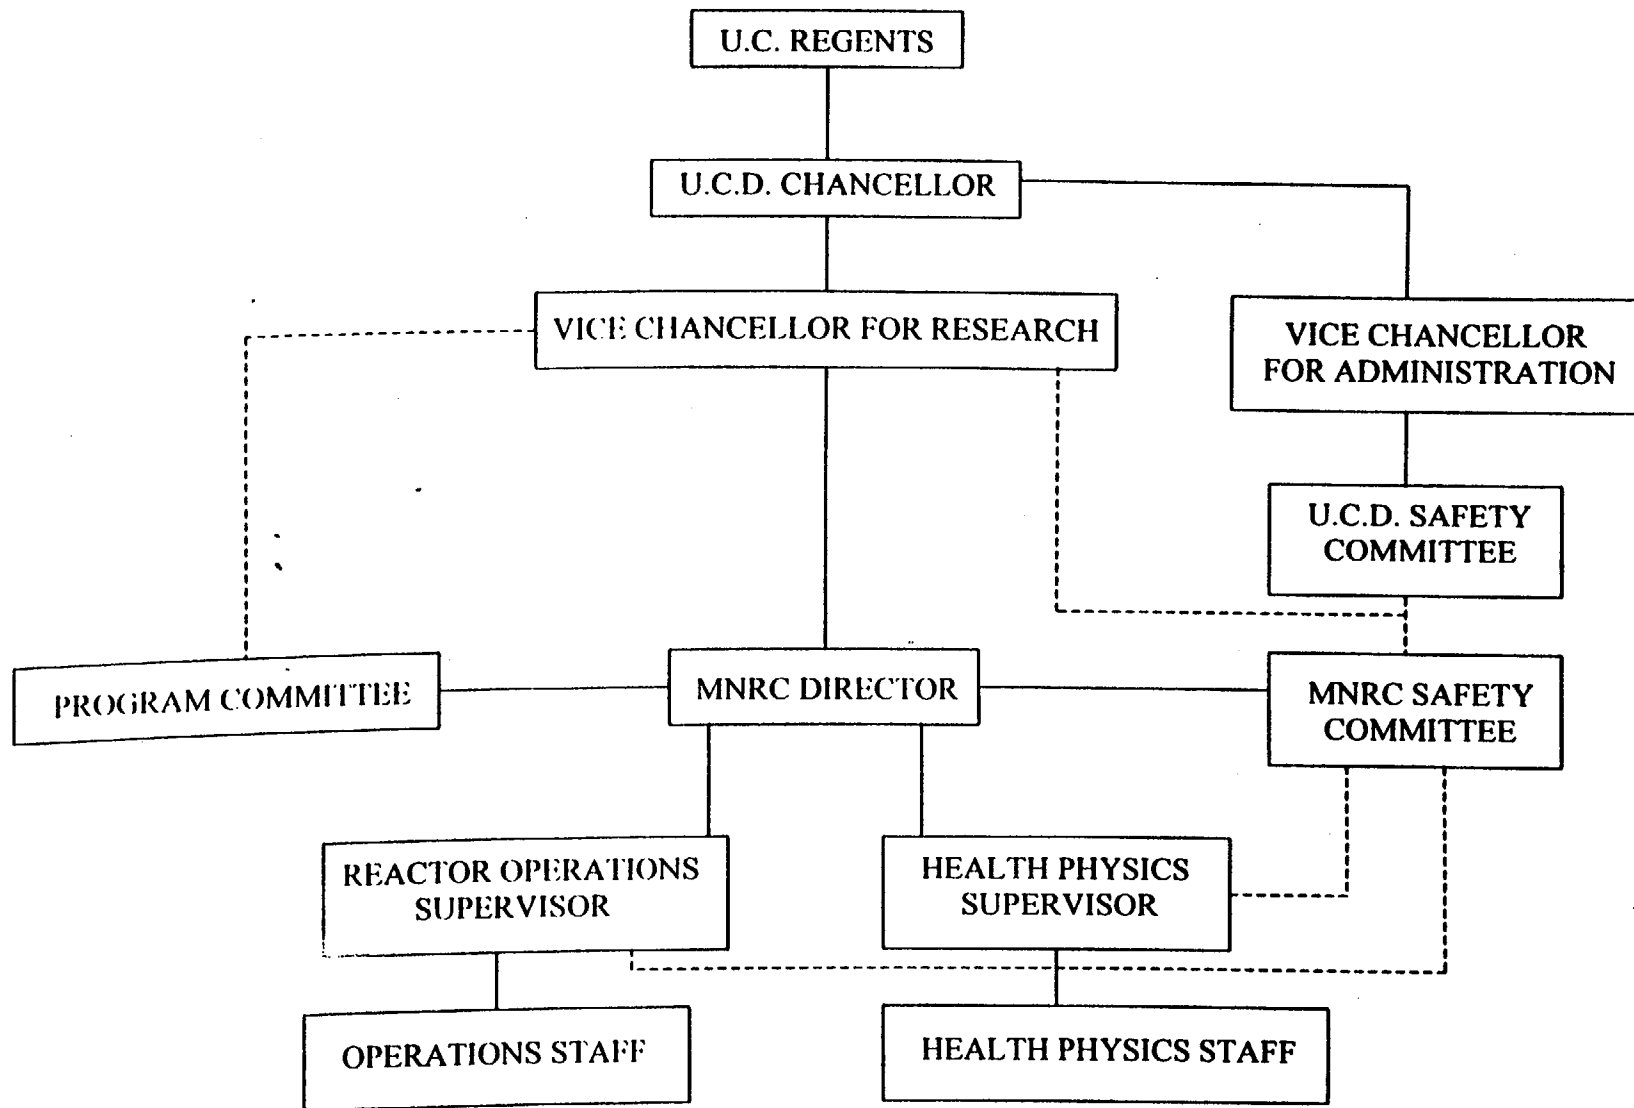 U.C. REGENTS
U.C.D. CHANCELLOR
VICE CHANCELLOR FOR RESEARCH
VICE CHANCELLOR
FOR ADMINISTRATION
U.C.D. SAFETY
COMMITTEE
PROGRAM COMMITTEE
MNRC DIRECTOR
MNRC SAFETY
COMMITTEE
REACTOR OPERATIONS
SUPERVISOR
HEALTH PHYSICS
SUPERVISOR
OPERATIONS STAFF
HEALTH PHYSICS STAFF